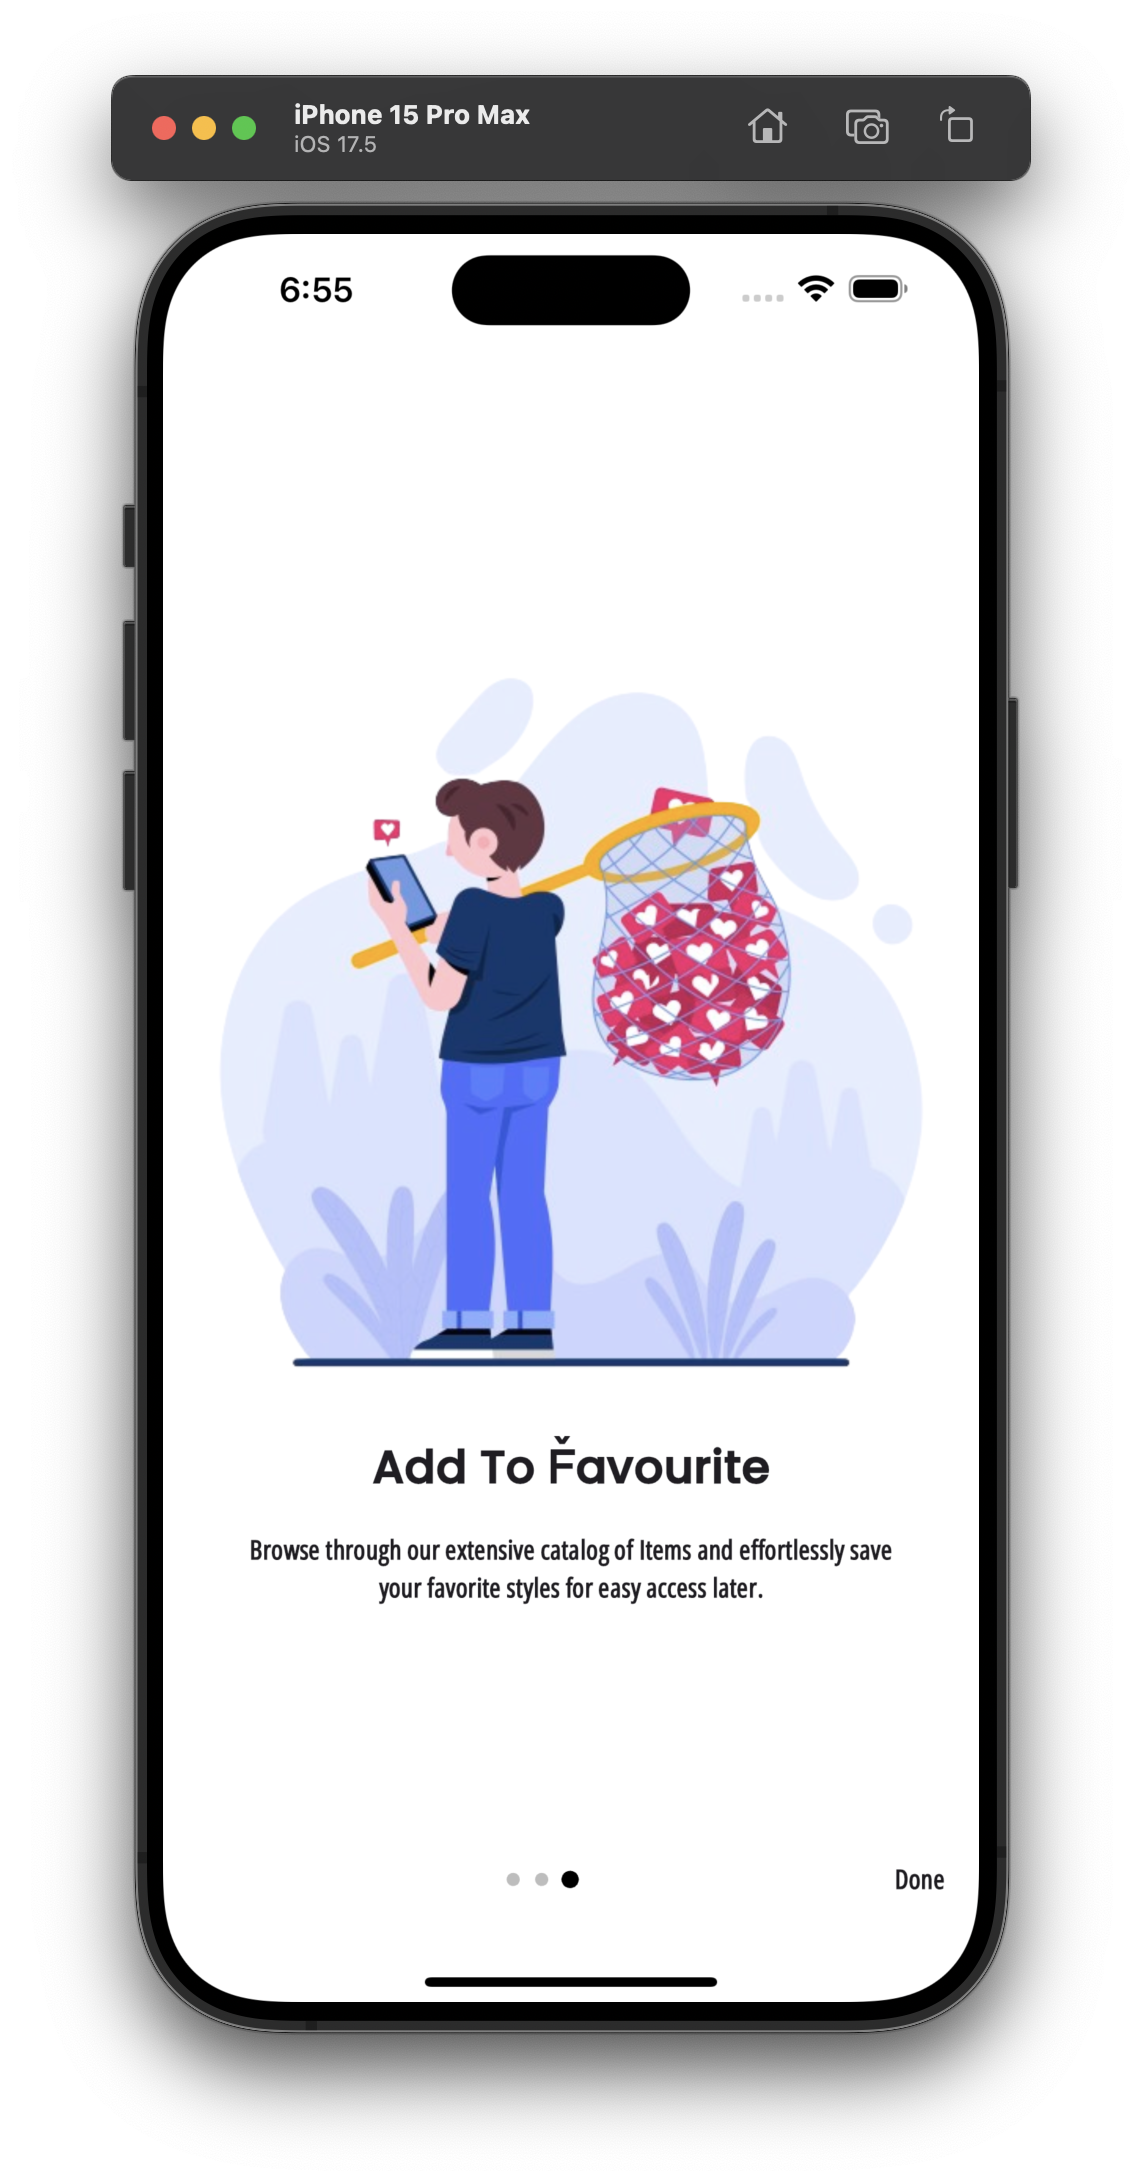 iPhone 15 Pro Max
iOS 17.5
6:55
Add To F̌avourite
Browse through our extensive catalog of Items and effortlessly save
your favorite styles for easy access later.
Done